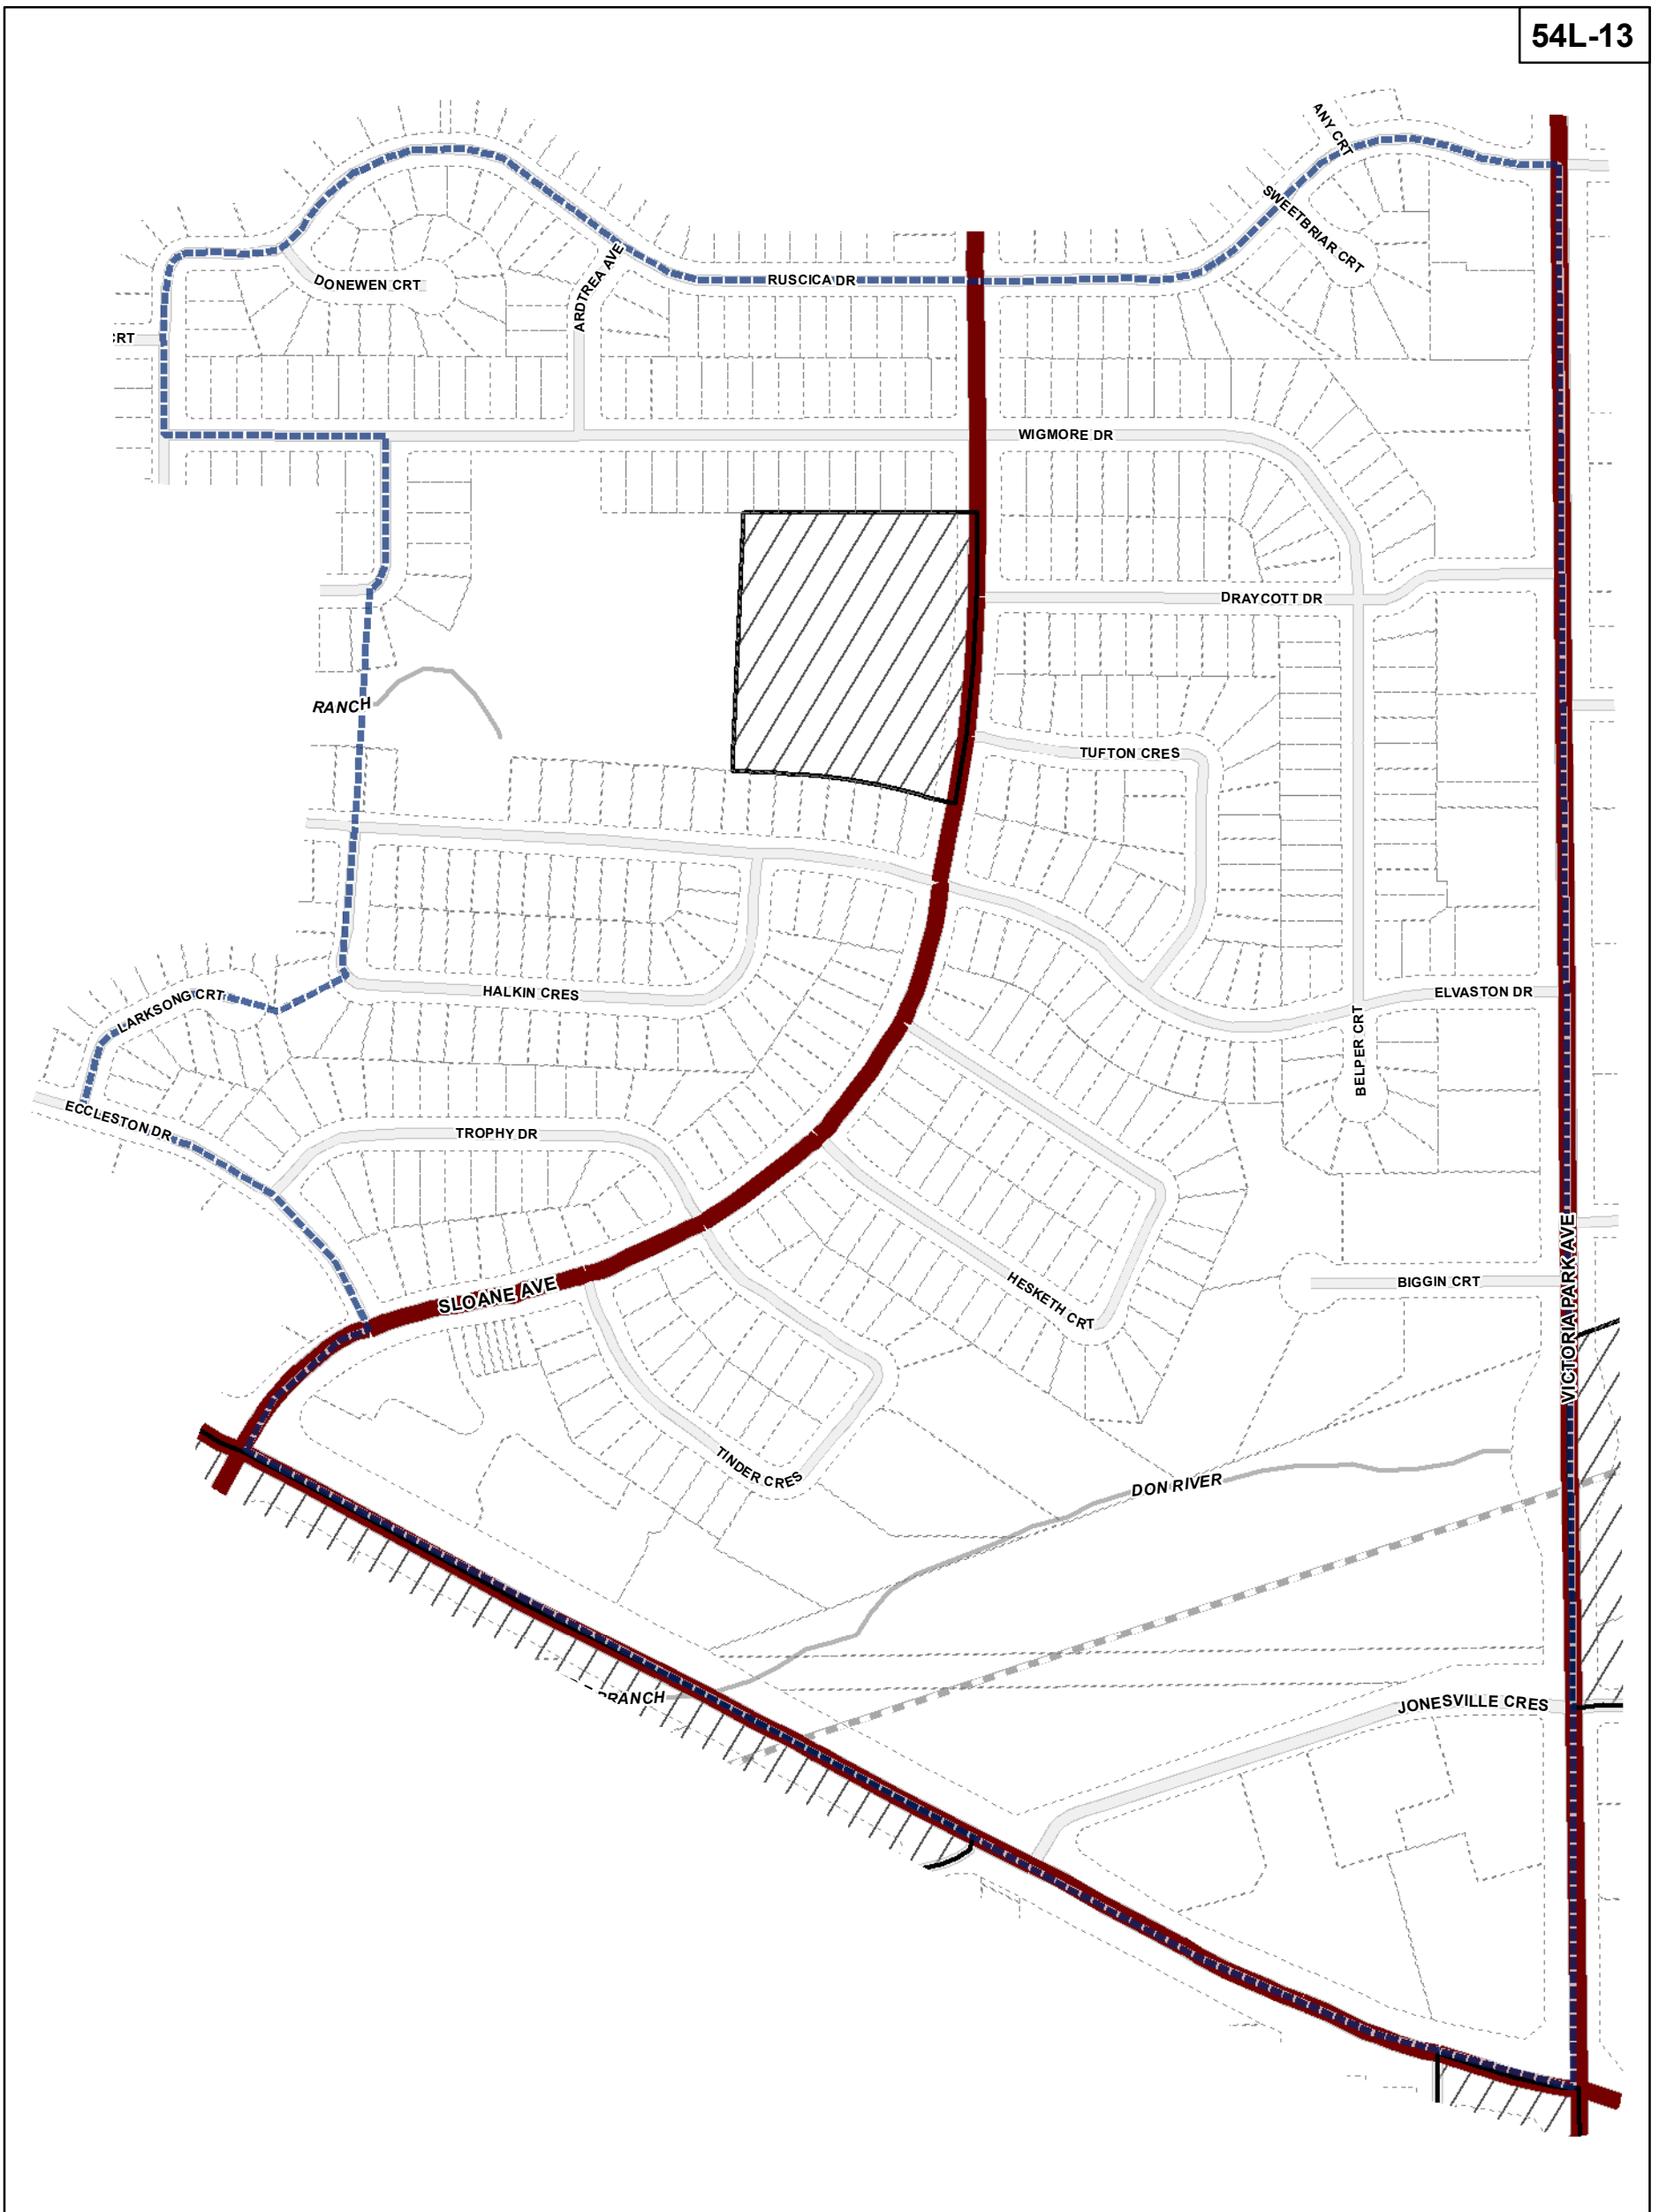 54L-13
ANY CRT
SWEETBRIAR CRT
DONEWEN CRT
ARDTREA AVE
RUSCICA DR
CRT
WIGMORE DR
DRAYCOTT DR
RANCH
TUFTON CRES
HALKIN CRES
ELVASTON DR
LARKSONG CRT
BELPER CRT
ECCLESTON DR
TROPHY DR
SLOANE AVE
HESKETH CRT
BIGGIN CRT
VICTORIA PARK AVE
TINDER CRES
DON RIVER
BRANCH
JONESVILLE CRES